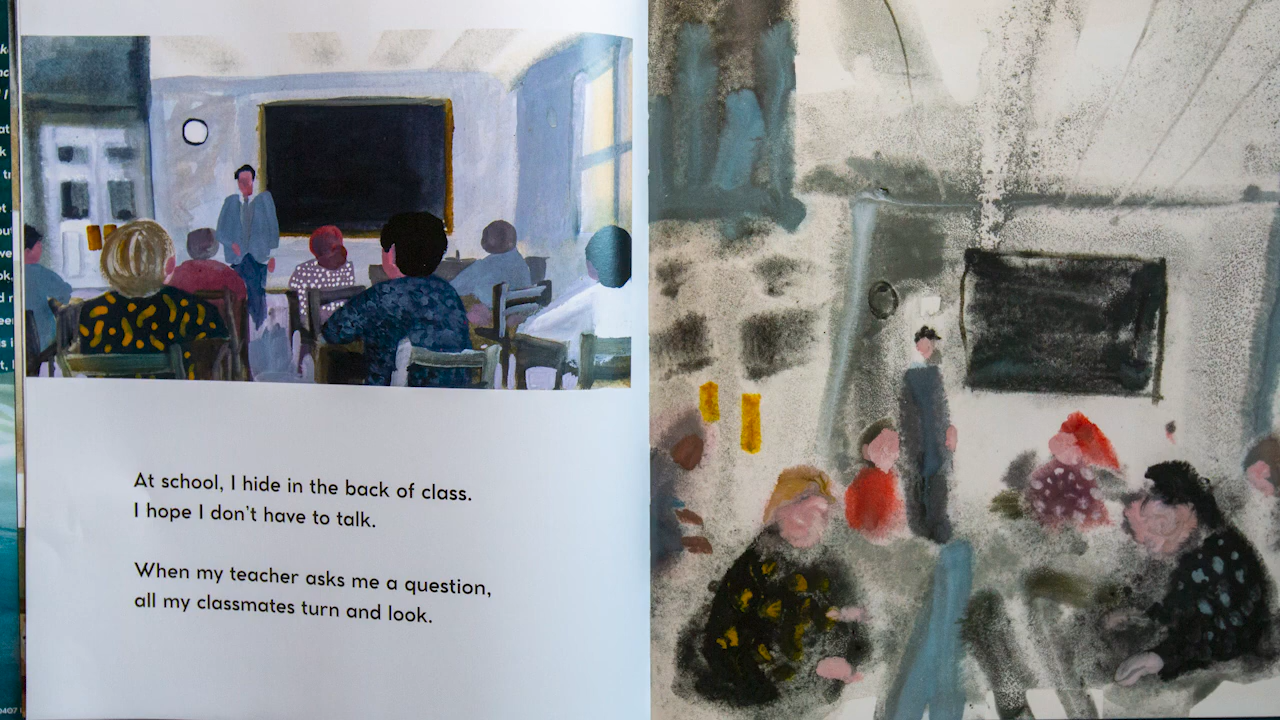 At school, I hide in the back of class.
I hope I don't have to talk.
When my teacher asks me a question,
all my classmates turn and look.